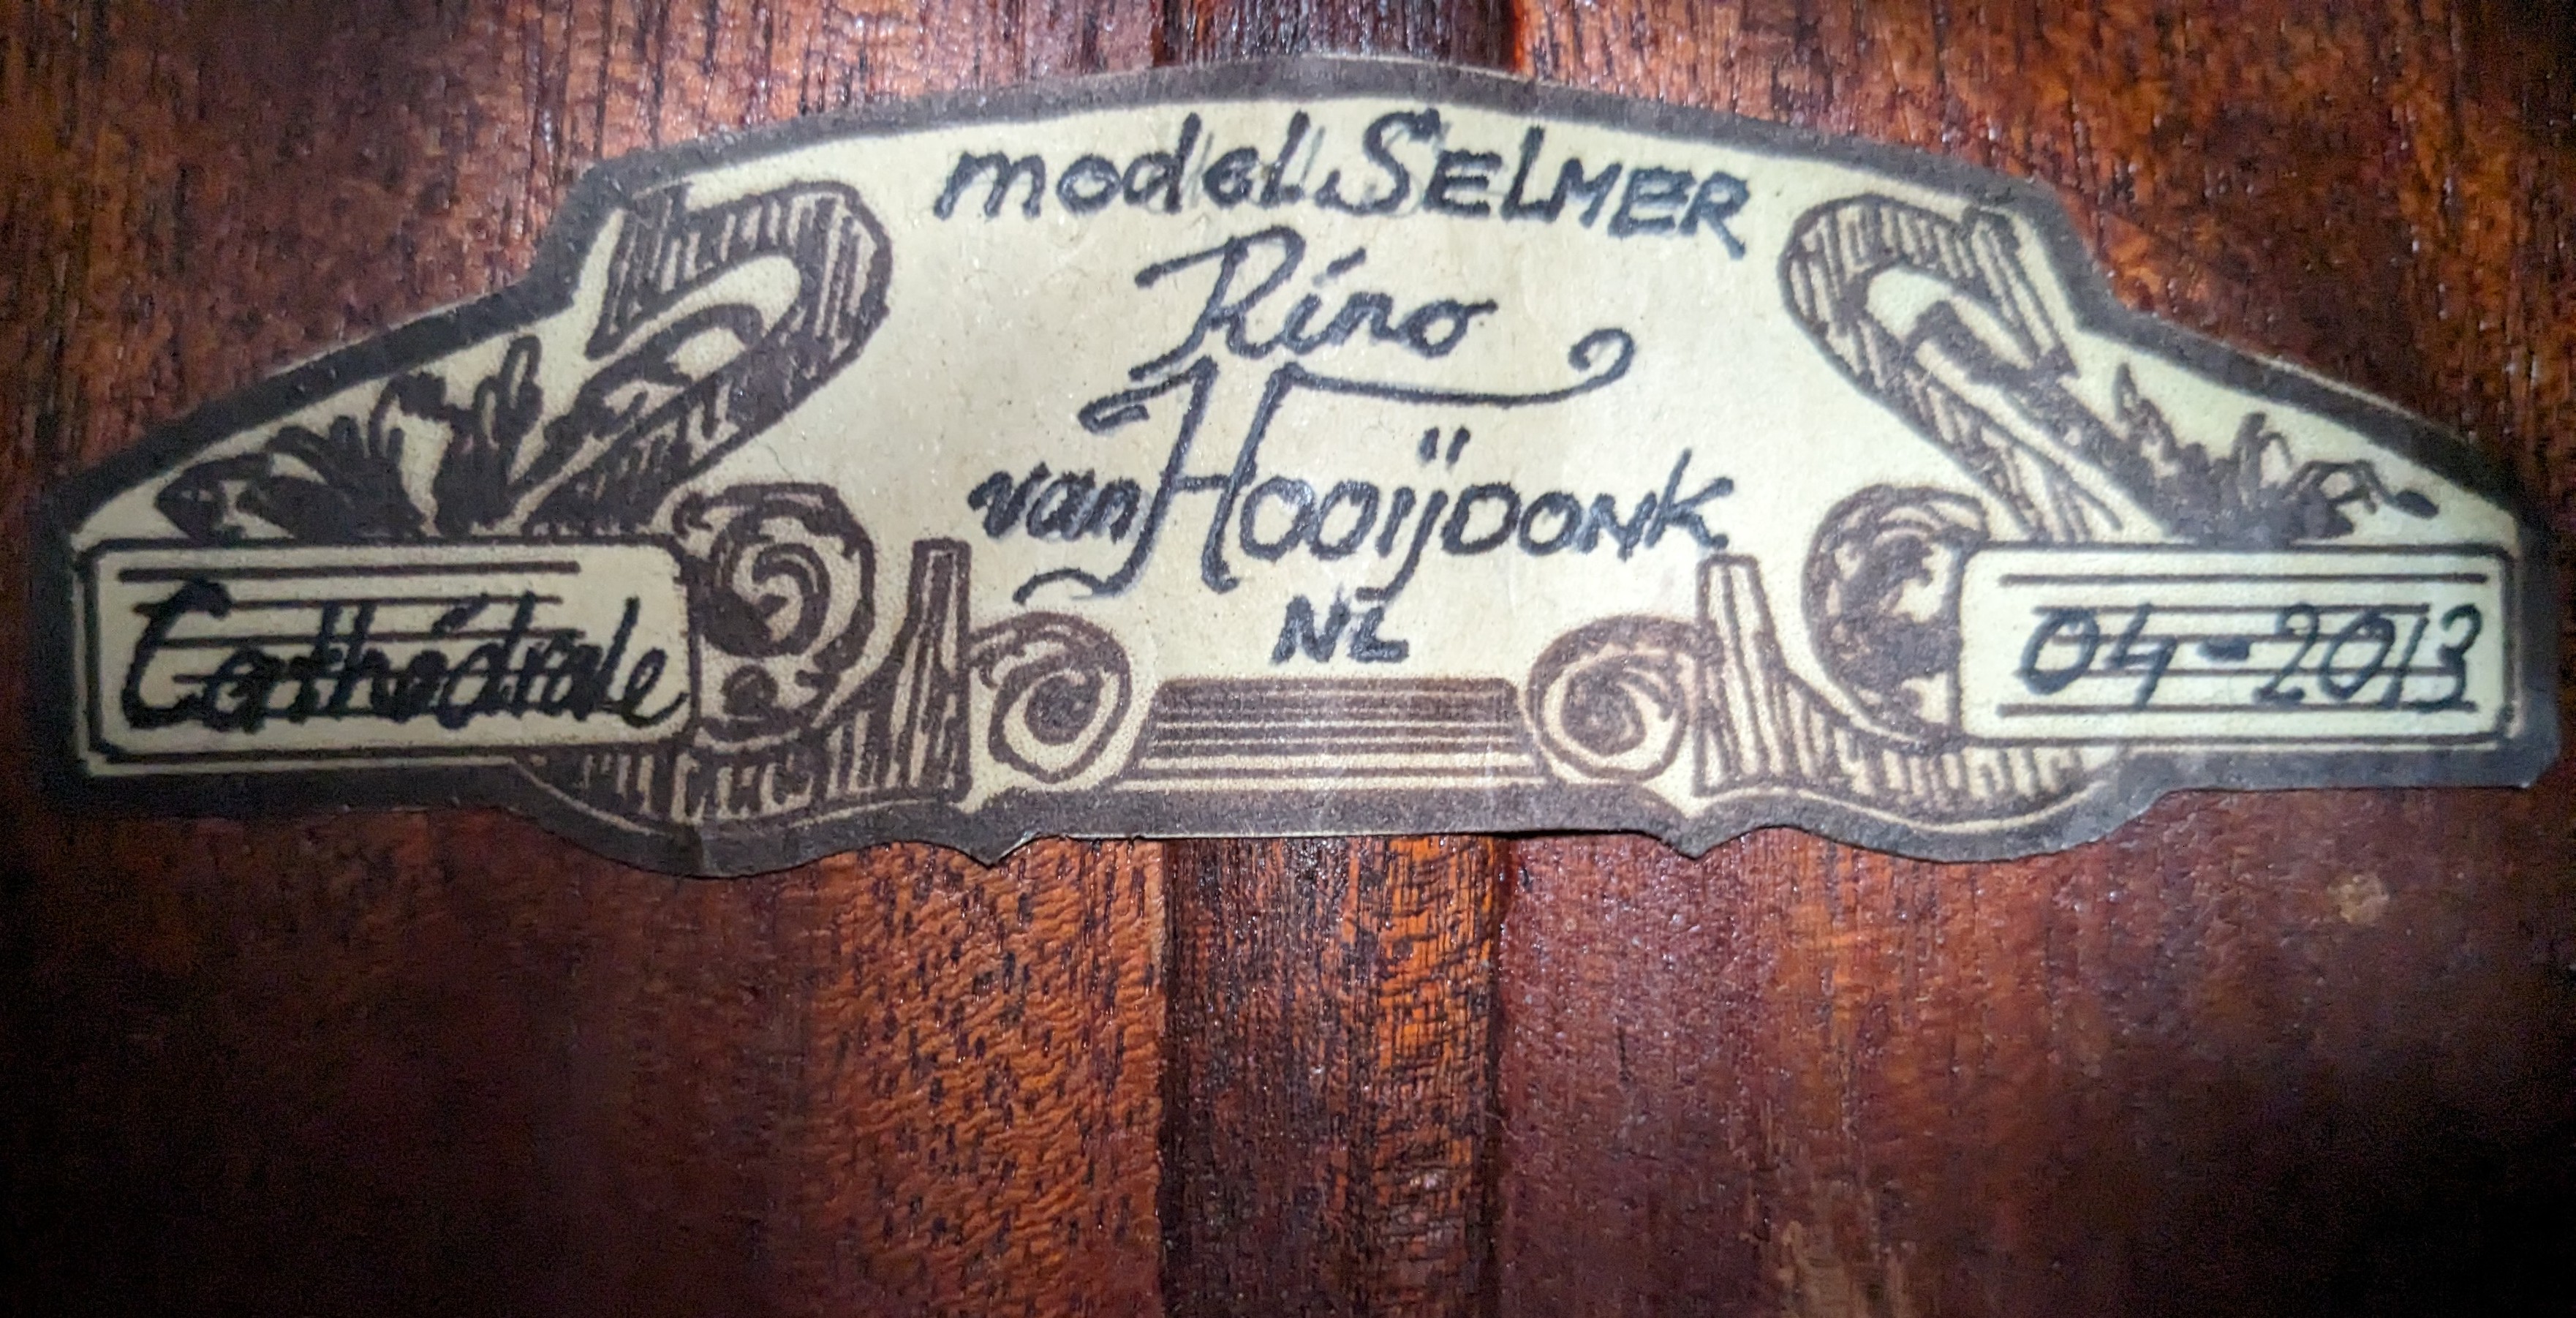 model SELMER
Rino
van Hooijdonk
NL
Cathédrale
04-2013